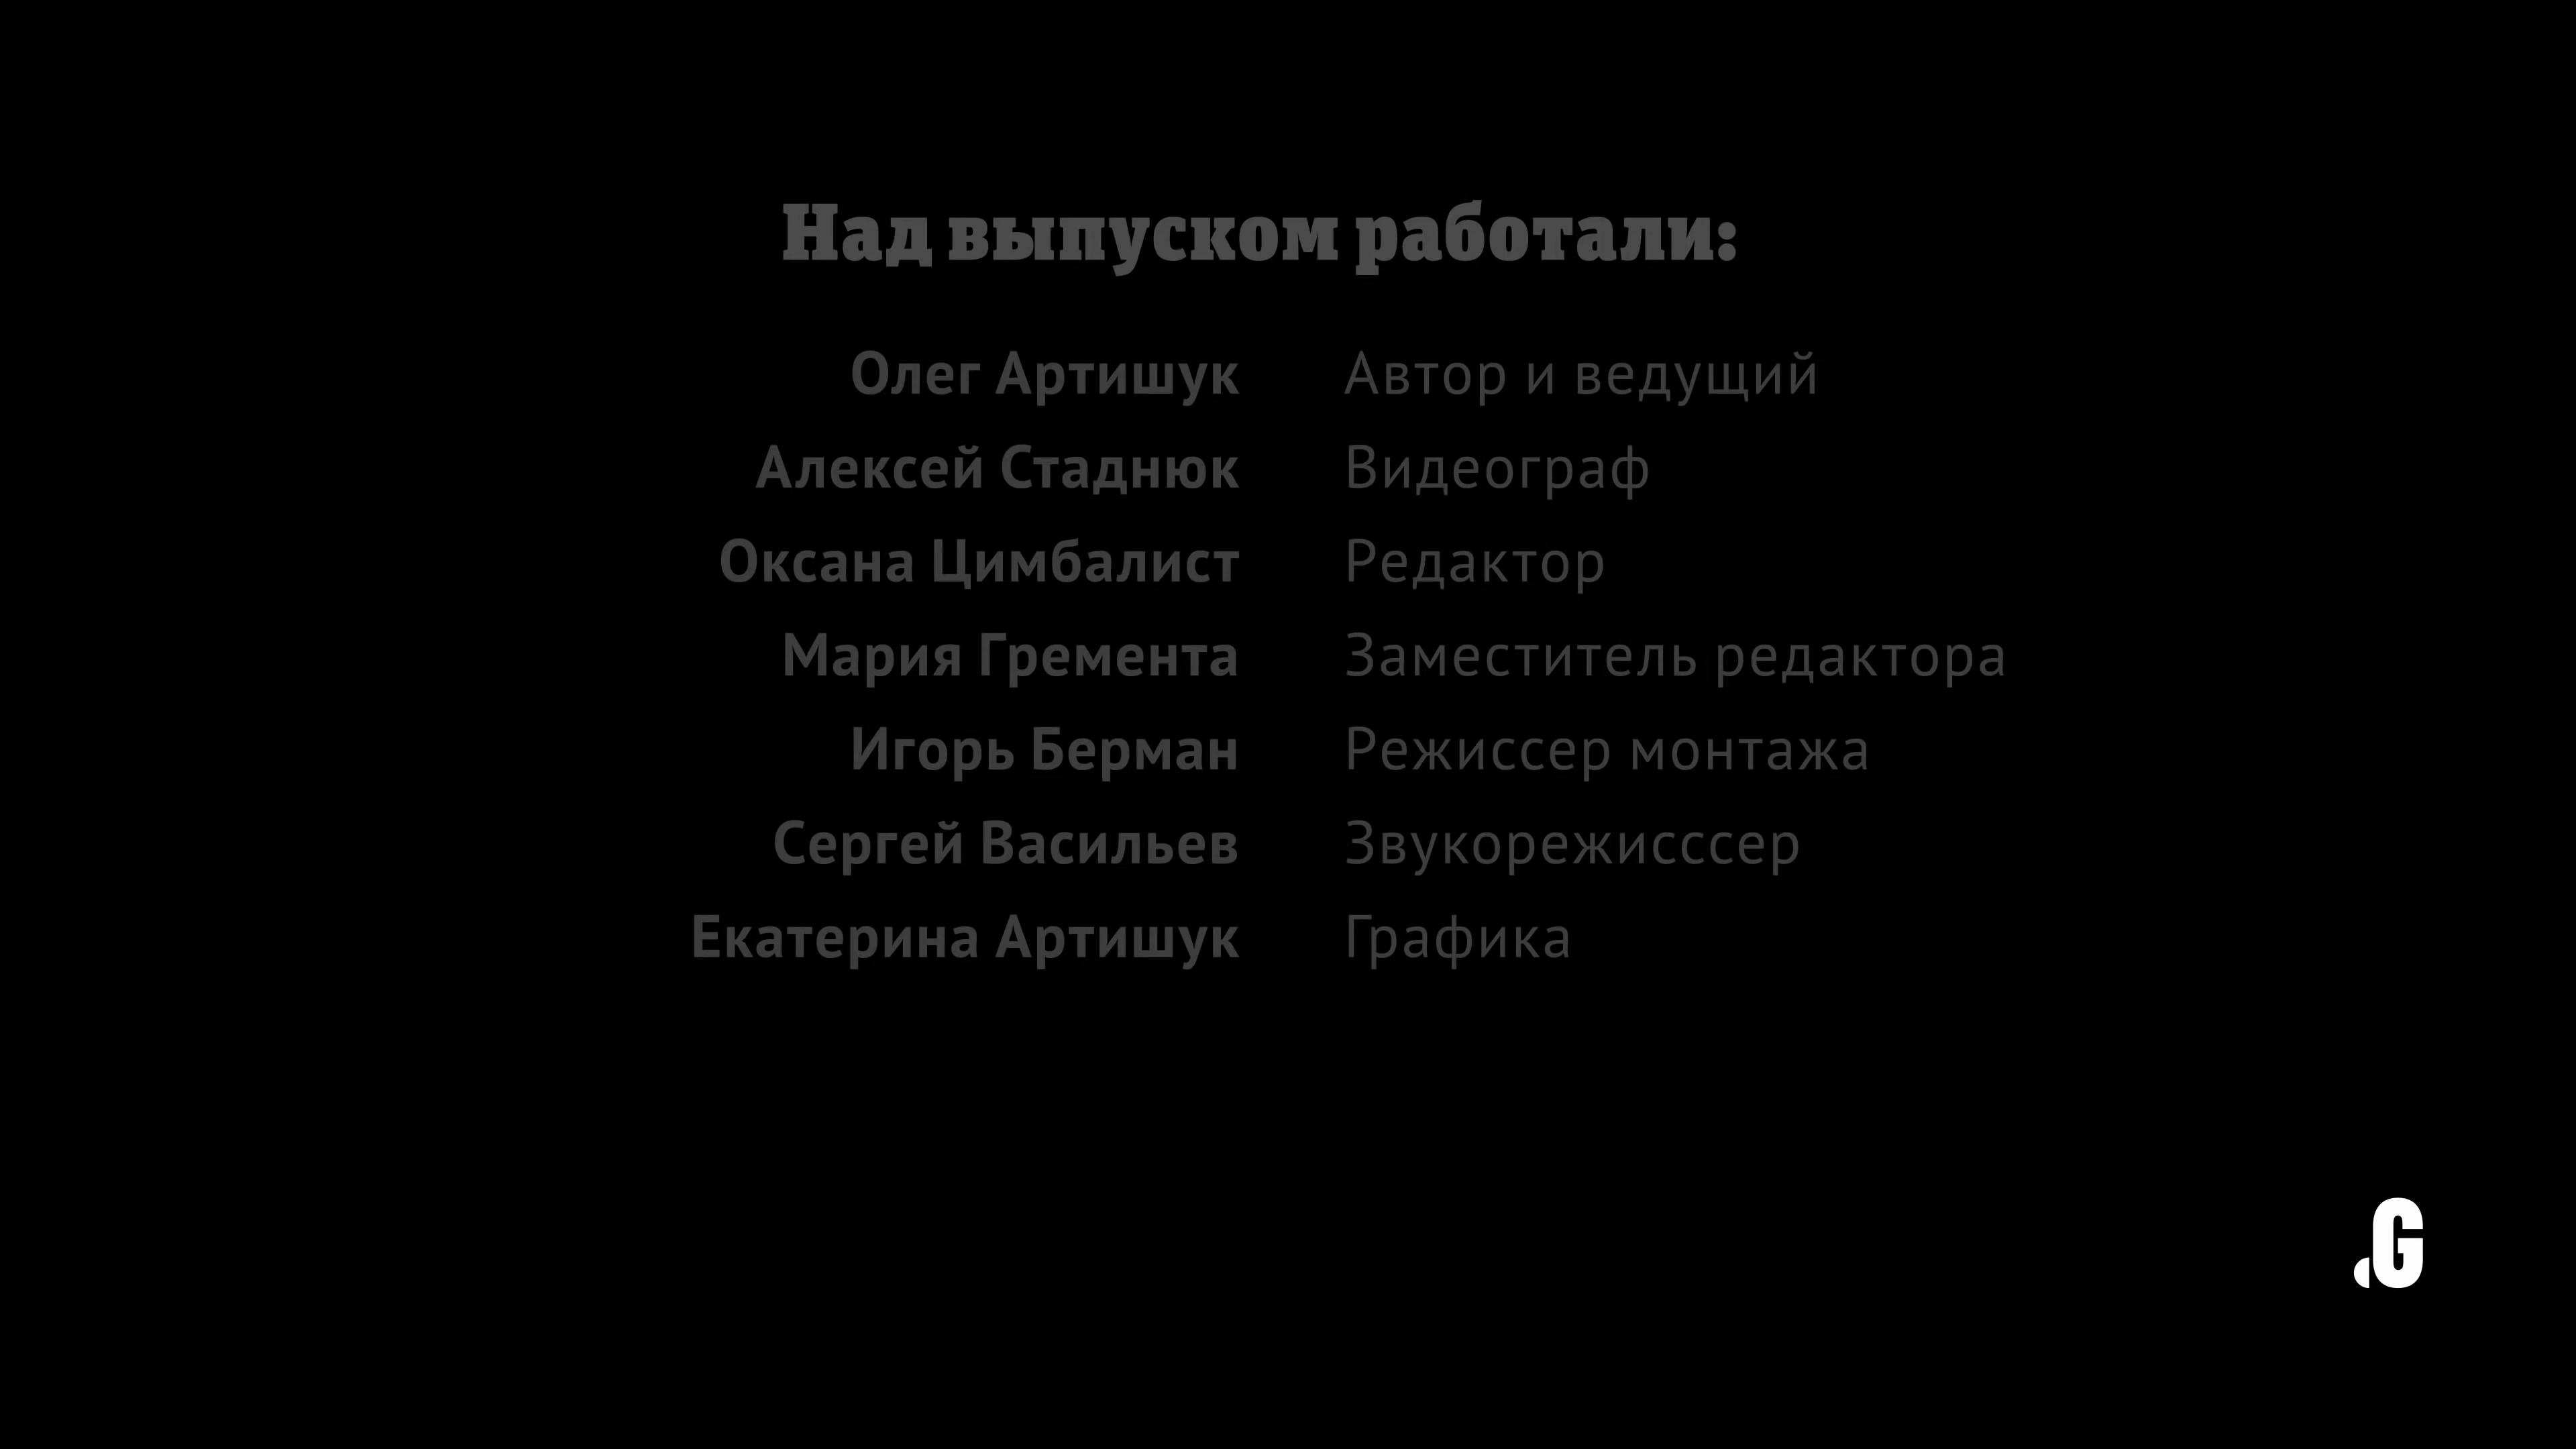 Над выпуском работали:
Олег Артишук Автор и ведущий
Алексей Стаднюк Видеограф
Оксана Цимбалист Редактор
Мария Гремента Заместитель редактора
Игорь Берман Режиссер монтажа
Сергей Васильев Звукорежисссер
Екатерина Артишук Графика
.G